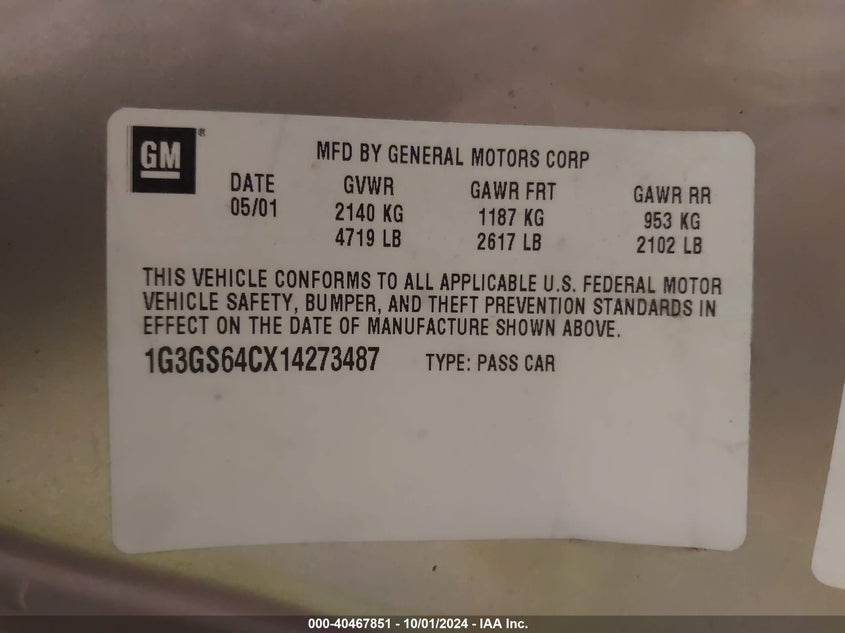 GM®
MFD BY GENERAL MOTORS CORP
DATE GVWR GAWR FRT GAWR RR
05/01 2140 KG 1187 KG 953 KG
4719 LB 2617 LB 2102 LB
THIS VEHICLE CONFORMS TO ALL APPLICABLE U.S. FEDERAL MOTOR
VEHICLE SAFETY, BUMPER, AND THEFT PREVENTION STANDARDS IN
EFFECT ON THE DATE OF MANUFACTURE SHOWN ABOVE.
1G3GS64CX14273487 TYPE: PASS CAR
000-40467851 - 10/01/2024 - IAA Inc.